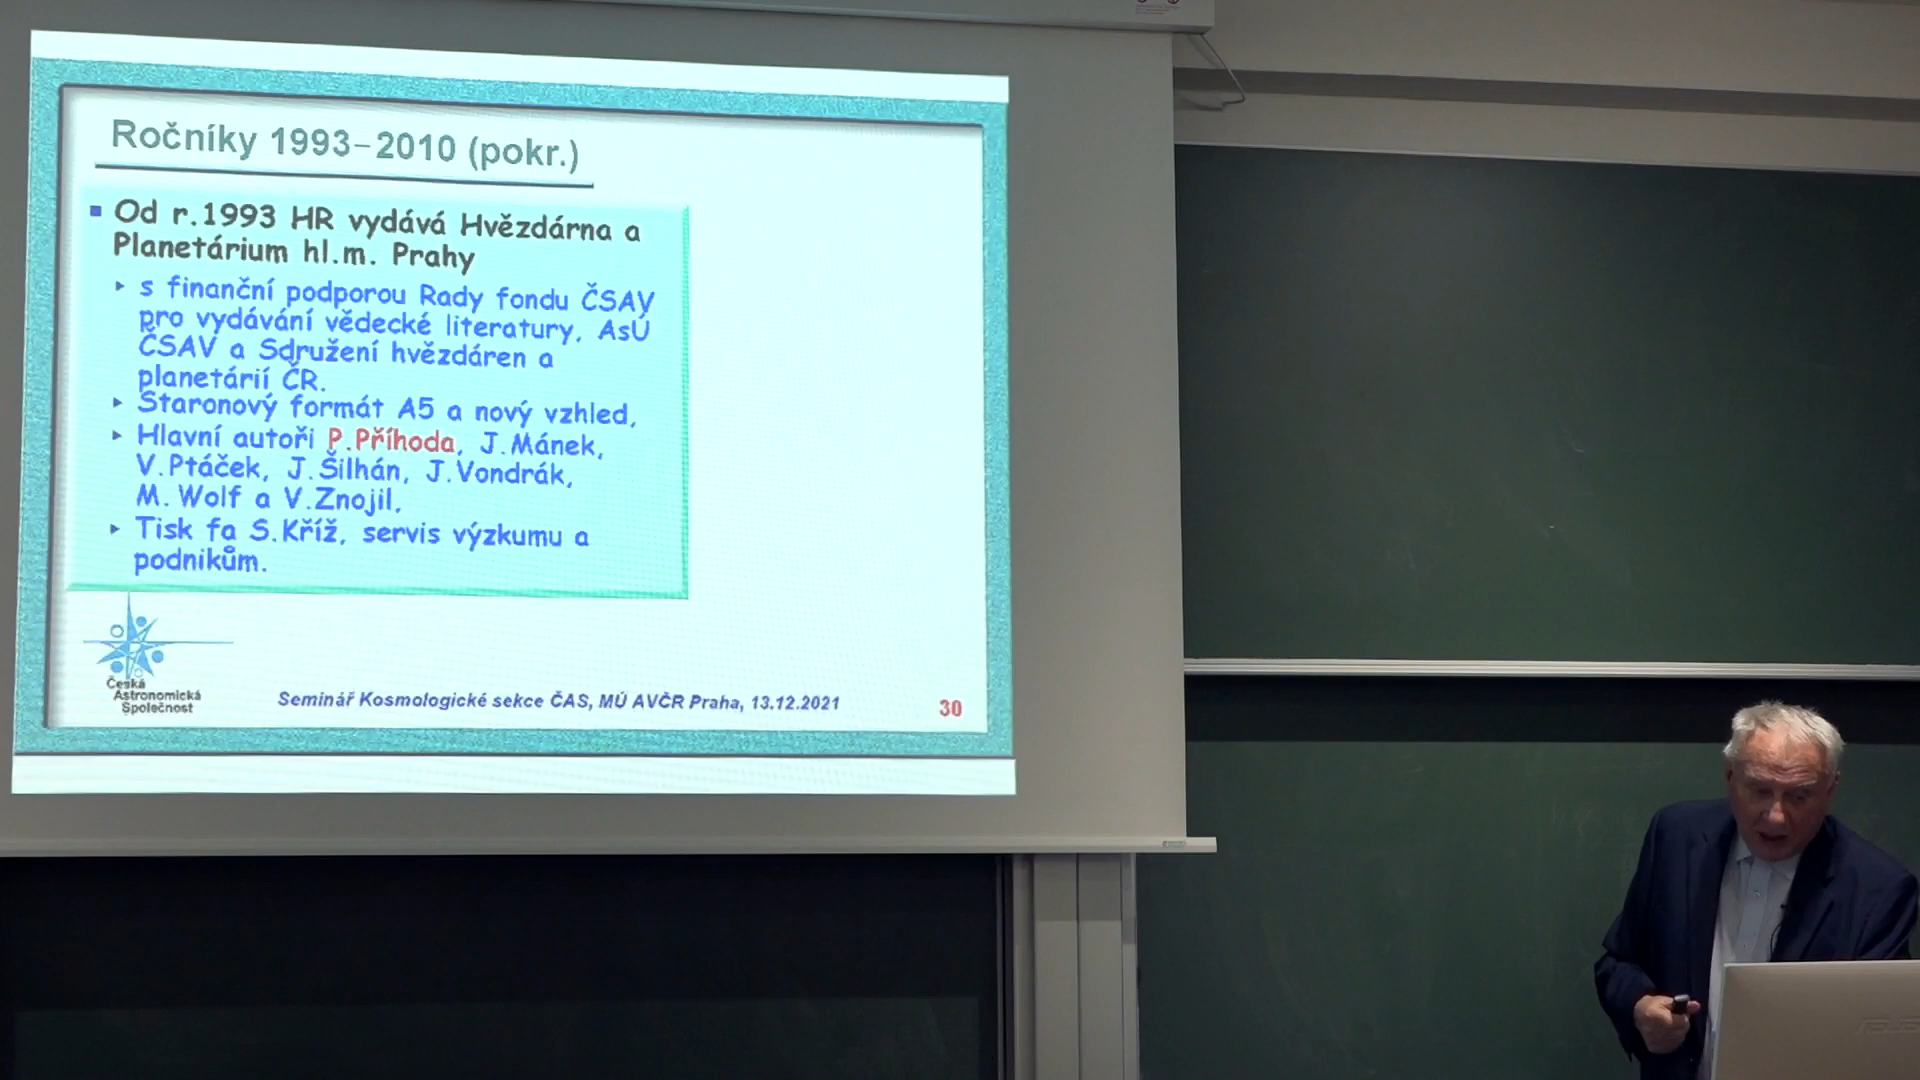 Ročníky 1993–2010 (pokr.)
Od r.1993 HR vydává Hvězdárna a
Planetárium hl.m. Prahy
s finanční podporou Rady fondu ČSAV
pro vydávání vědecké literatury, AsÚ
ČSAV a Sdružení hvězdáren a
planetárií ČR.
Staronový formát A5 a nový vzhled,
Hlavní autoři P.Příhoda, J.Mánek,
V.Ptáček, J.Šilhán, J.Vondrák,
M.Wolf a V.Znojil,
Tisk fa S.Kříž, servis výzkumu a
podnikům.
Česká
Astronomická
Společnost
Seminář Kosmologické sekce ČAS, MÚ AVČR Praha, 13.12.2021
30
ASUS